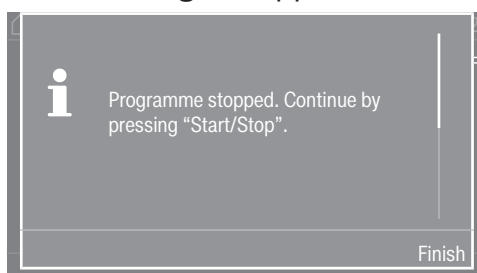 Programme stopped. Continue by
pressing “Start/Stop”.
Finish